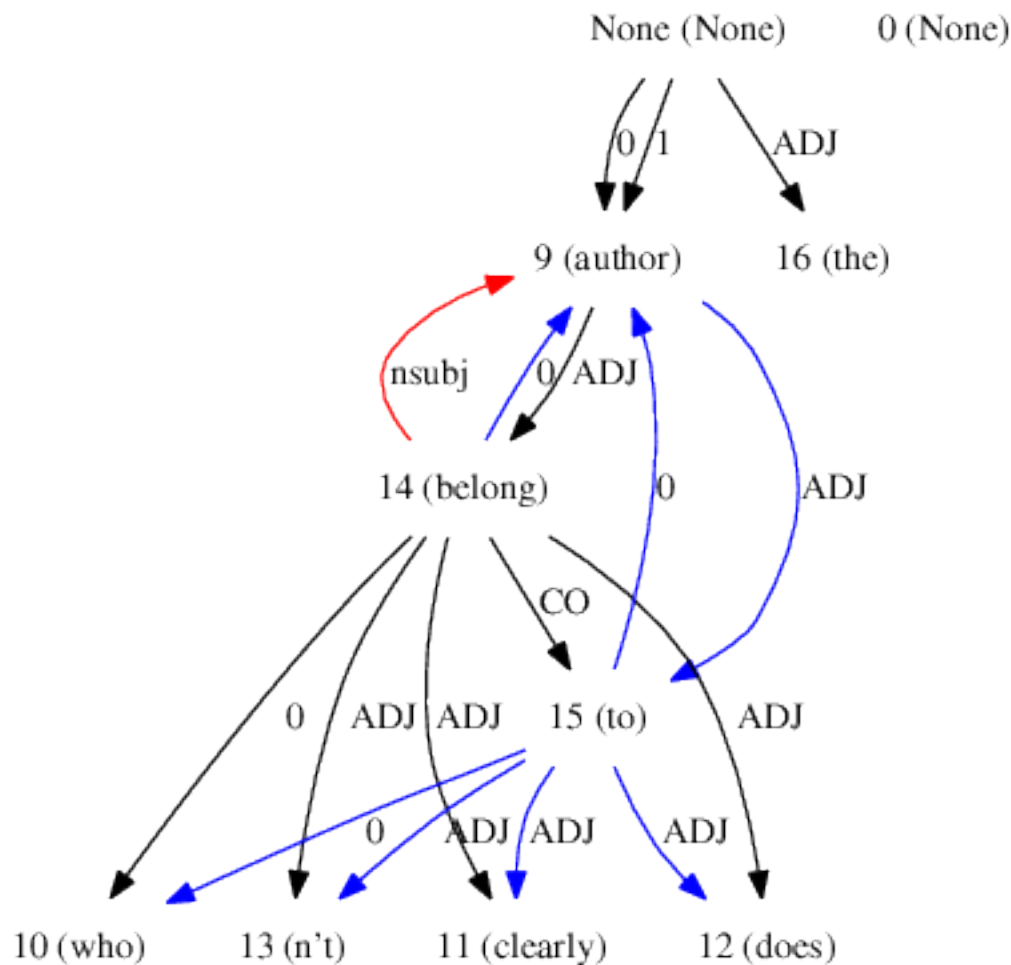 None (None) 0 (None)
0 1 ADJ
9 (author) 16 (the)
nsubj 0 ADJ
14 (belong) 0 ADJ
CO
0 ADJ ADJ 15 (to) ADJ
0 ADJ ADJ ADJ
10 (who) 13 (n't) 11 (clearly) 12 (does)